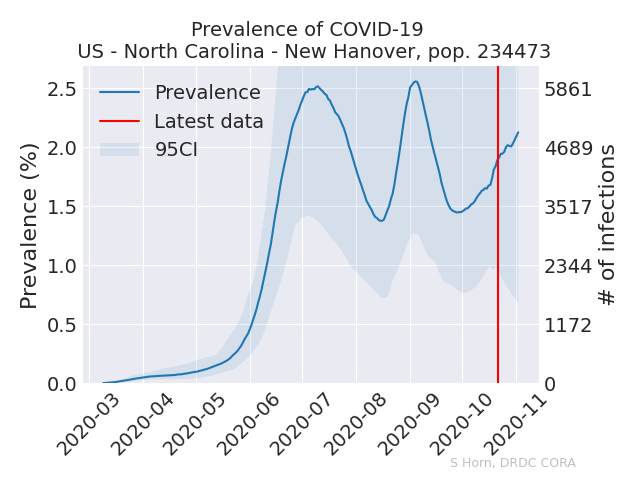 Prevalence of COVID-19
US - North Carolina - New Hanover, pop. 234473
Prevalence
Latest data
95CI
Prevalence (%)
2.5
2.0
1.5
1.0
0.5
0.0
5861
4689
3517
2344
1172
0
# of infections
2020-03
2020-04
2020-05
2020-06
2020-07
2020-08
2020-09
2020-10
2020-11
S Horn, DRDC CORA